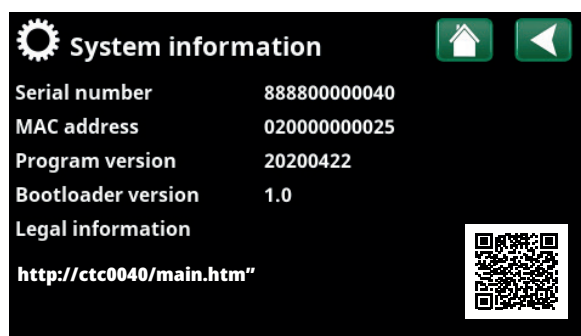 System information
Serial number 888800000040
MAC address 020000000025
Program version 20200422
Bootloader version 1.0
Legal information
http://ctc0040/main.htm”